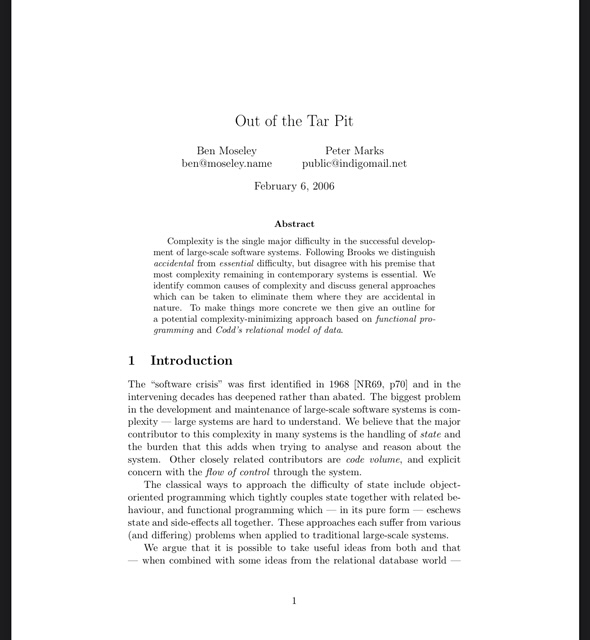 Out of the Tar Pit
Ben Moseley
ben@moseley.name
Peter Marks
public@indigomail.net
February 6, 2006
Abstract
Complexity is the single major difficulty in the successful develop-
ment of large-scale software systems. Following Brooks we distinguish
accidental from essential difficulty, but disagree with his premise that
most complexity remaining in contemporary systems is essential. We
identify common causes of complexity and discuss general approaches
which can be taken to eliminate them where they are accidental in
nature. To make things more concrete we then give an outline for
a potential complexity-minimizing approach based on functional pro-
gramming and Codd's relational model of data.
1 Introduction
The “software crisis” was first identified in 1968 [NR69, p70] and in the
intervening decades has deepened rather than abated. The biggest problem
in the development and maintenance of large-scale software systems is com-
plexity — large systems are hard to understand. We believe that the major
contributor to this complexity in many systems is the handling of state and
the burden that this adds when trying to analyse and reason about the
system. Other closely related contributors are code volume, and explicit
concern with the flow of control through the system.
The classical ways to approach the difficulty of state include object-
oriented programming which tightly couples state together with related be-
haviour, and functional programming which — in its pure form — eschews
state and side-effects all together. These approaches each suffer from various
(and differing) problems when applied to traditional large-scale systems.
We argue that it is possible to take useful ideas from both and that
— when combined with some ideas from the relational database world —
1